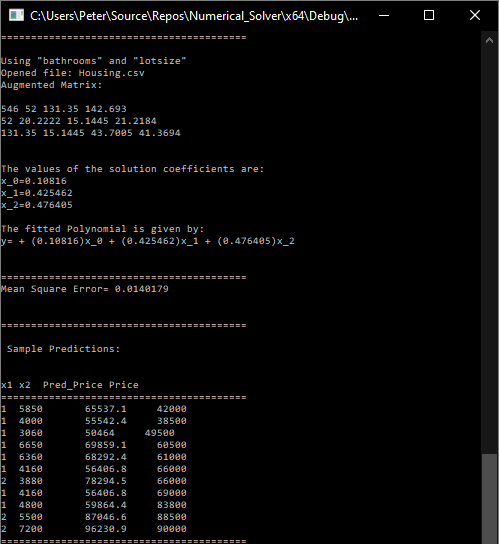 C:\Users\Peter\Source\Repos\Numerical_Solver\x64\Debug\...
=========================================
Using "bathrooms" and "lotsize"
Opened file: Housing.csv
Augmented Matrix:
546 52 131.35 142.693
52 20.2222 15.1445 21.2184
131.35 15.1445 43.7005 41.3694
The values of the solution coefficients are:
x_0=0.10816
x_1=0.425462
x_2=0.476405
The fitted Polynomial is given by:
y= + (0.10816)x_0 + (0.425462)x_1 + (0.476405)x_2
=========================================
Mean Square Error= 0.0140179
=========================================
Sample Predictions:
x1 x2  Pred_Price Price
=========================================
1  5850       65537.1     42000
1  4000       55542.4     38500
1  3060       50464     49500
1  6650       69859.1     60500
1  6360       68292.4     61000
1  4160       56406.8     66000
2  3880       78294.5     66000
1  4160       56406.8     69000
1  4800       59864.4     83800
2  5500       87046.6     88500
2  7200       96230.9     90000
=========================================